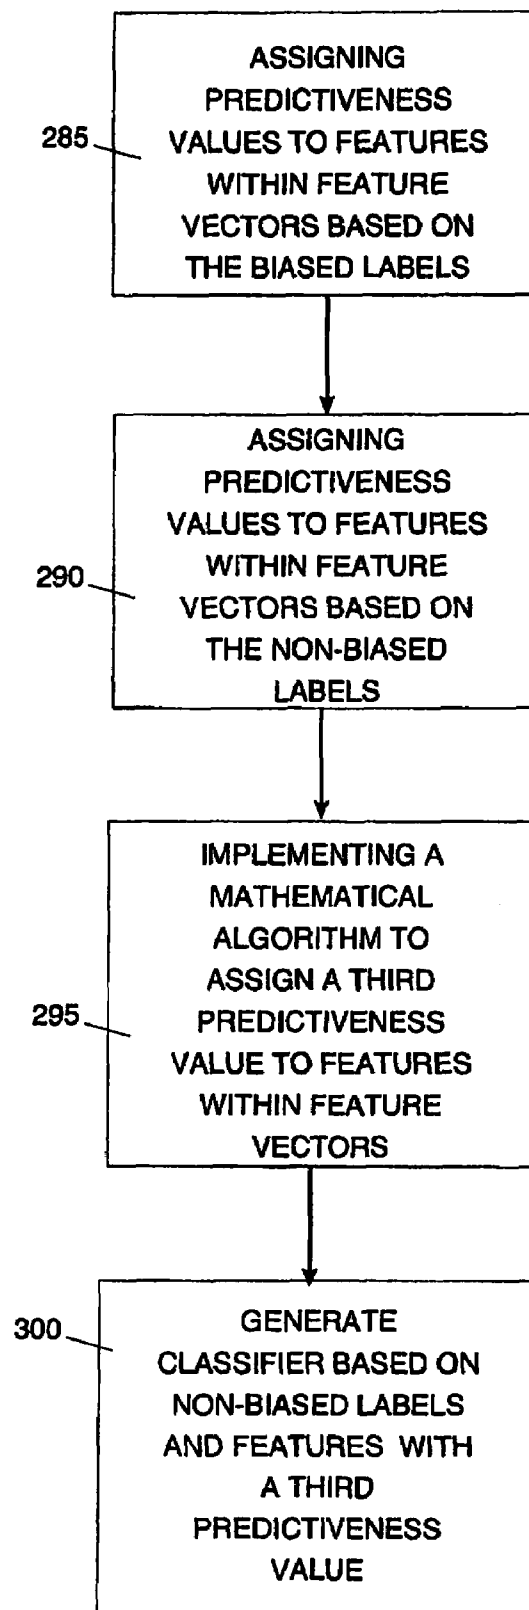 ASSIGNING
PREDICTIVENESS
285
VALUES TO FEATURES
WITHIN FEATURE
VECTORS BASED ON
THE BIASED LABELS
ASSIGNING
PREDICTIVENESS
VALUES TO FEATURES
WITHIN FEATURE
290
VECTORS BASED ON
THE NON-BIASED
LABELS
IMPLEMENTING A
MATHEMATICAL
ALGORITHM TO
ASSIGN A THIRD
295
PREDICTIVENESS
VALUE TO FEATURES
WITHIN FEATURE
VECTORS
300
GENERATE
CLASSIFIER BASED ON
NON-BIASED LABELS
AND FEATURES WITH
A THIRD
PREDICTIVENESS
VALUE